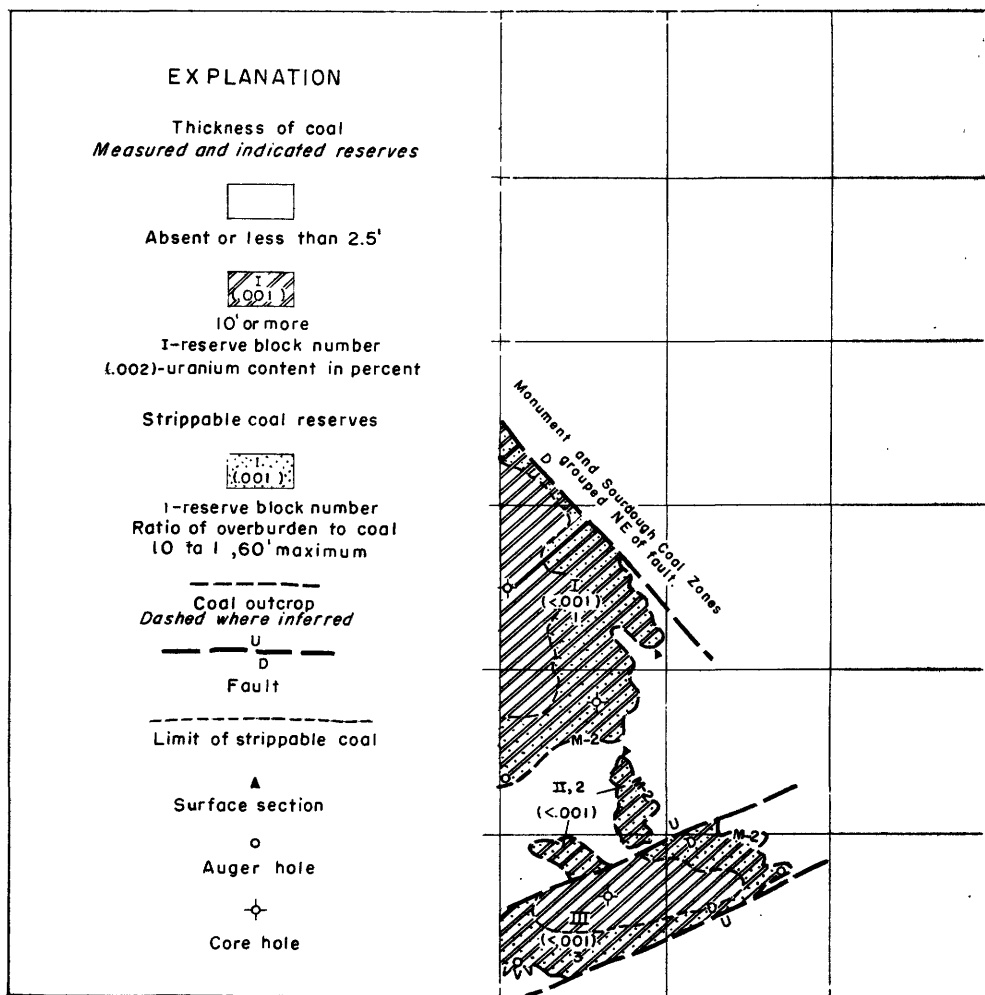 EXPLANATION
Thickness of coal
Measured and indicated reserves
Absent or less than 2.5'
I
(.001)
10' or more
I-reserve block number
(.002)-uranium content in percent
Strippable coal reserves
I
(.001)
I-reserve block number
Ratio of overburden to coal
10 to 1 ,60' maximum
Coal outcrop
Dashed where inferred
U
D
Fault
Limit of strippable coal
Surface section
Auger hole
Core hole
Monument and Sourdough Coal Zones
grouped NE of fault.
D
U
I
(<.001)
1
M-2
II,2
(<.001)
M-2
U
D
M-2
III
(<.001)
3
D
U